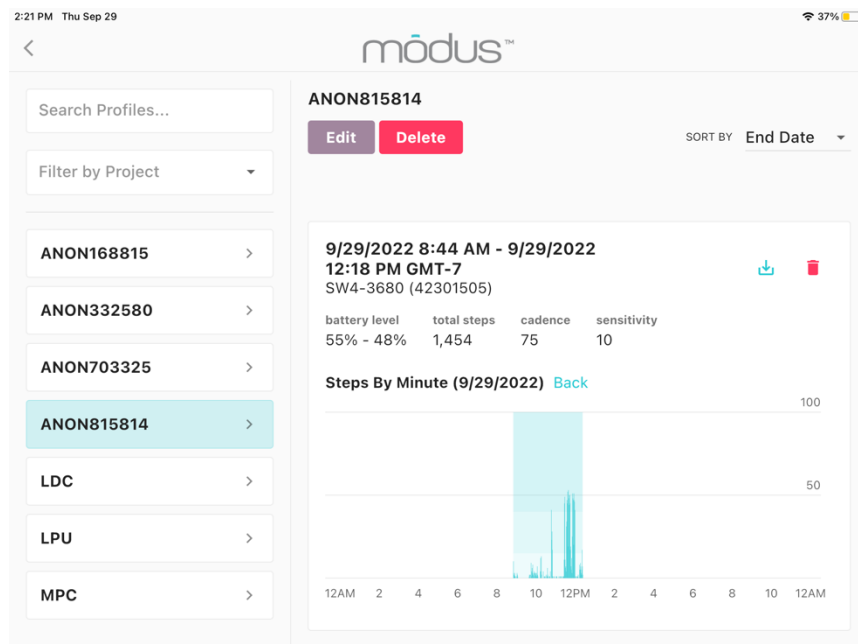 2:21 PM Thu Sep 29
37%
mōdus™
Search Profiles...
Filter by Project
ANON168815
ANON332580
ANON703325
ANON815814
LDC
LPU
MPC
ANON815814
Edit Delete
SORT BY End Date
9/29/2022 8:44 AM - 9/29/2022
12:18 PM GMT-7
SW4-3680 (42301505)
battery level total steps cadence sensitivity
55% - 48% 1,454 75 10
Steps By Minute (9/29/2022) Back
100
50
12AM 2 4 6 8 10 12PM 2 4 6 8 10 12AM